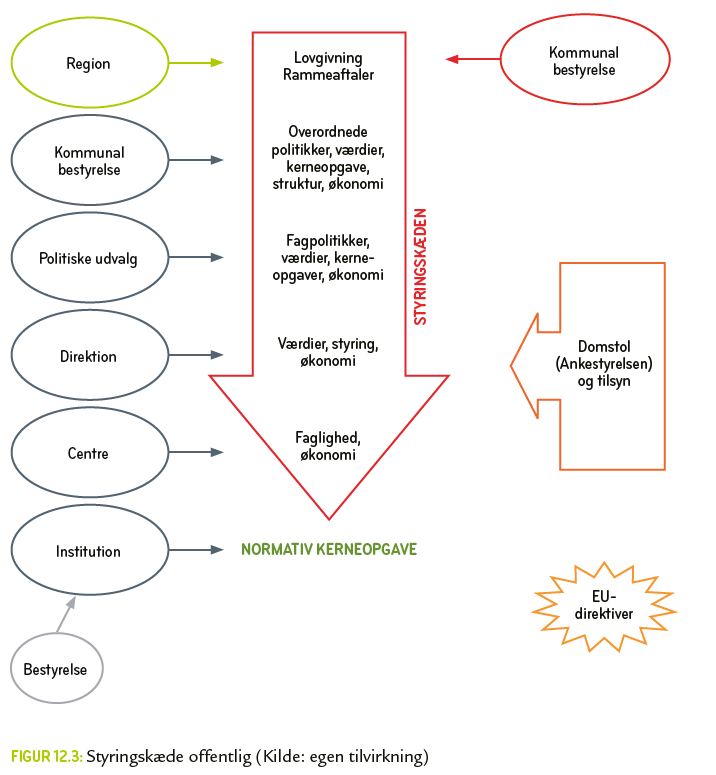 Region
Lovgivning
Rammeaftaler
Kommunal
bestyrelse
Kommunal
bestyrelse
Overordnede
politikker, værdier,
kerneopgave,
struktur, økonomi
Politiske udvalg
Fagpolitikker,
værdier, kerne-
opgaver, økonomi
STYRINGSKÆDEN
Direktion
Værdier, styring,
økonomi
Domstol
(Ankestyrelsen)
og tilsyn
Centre
Faglighed,
økonomi
Institution
NORMATIV KERNEOPGAVE
EU-
direktiver
Bestyrelse
FIGUR 12.3: Styringskæde offentlig (Kilde: egen tilvirkning)